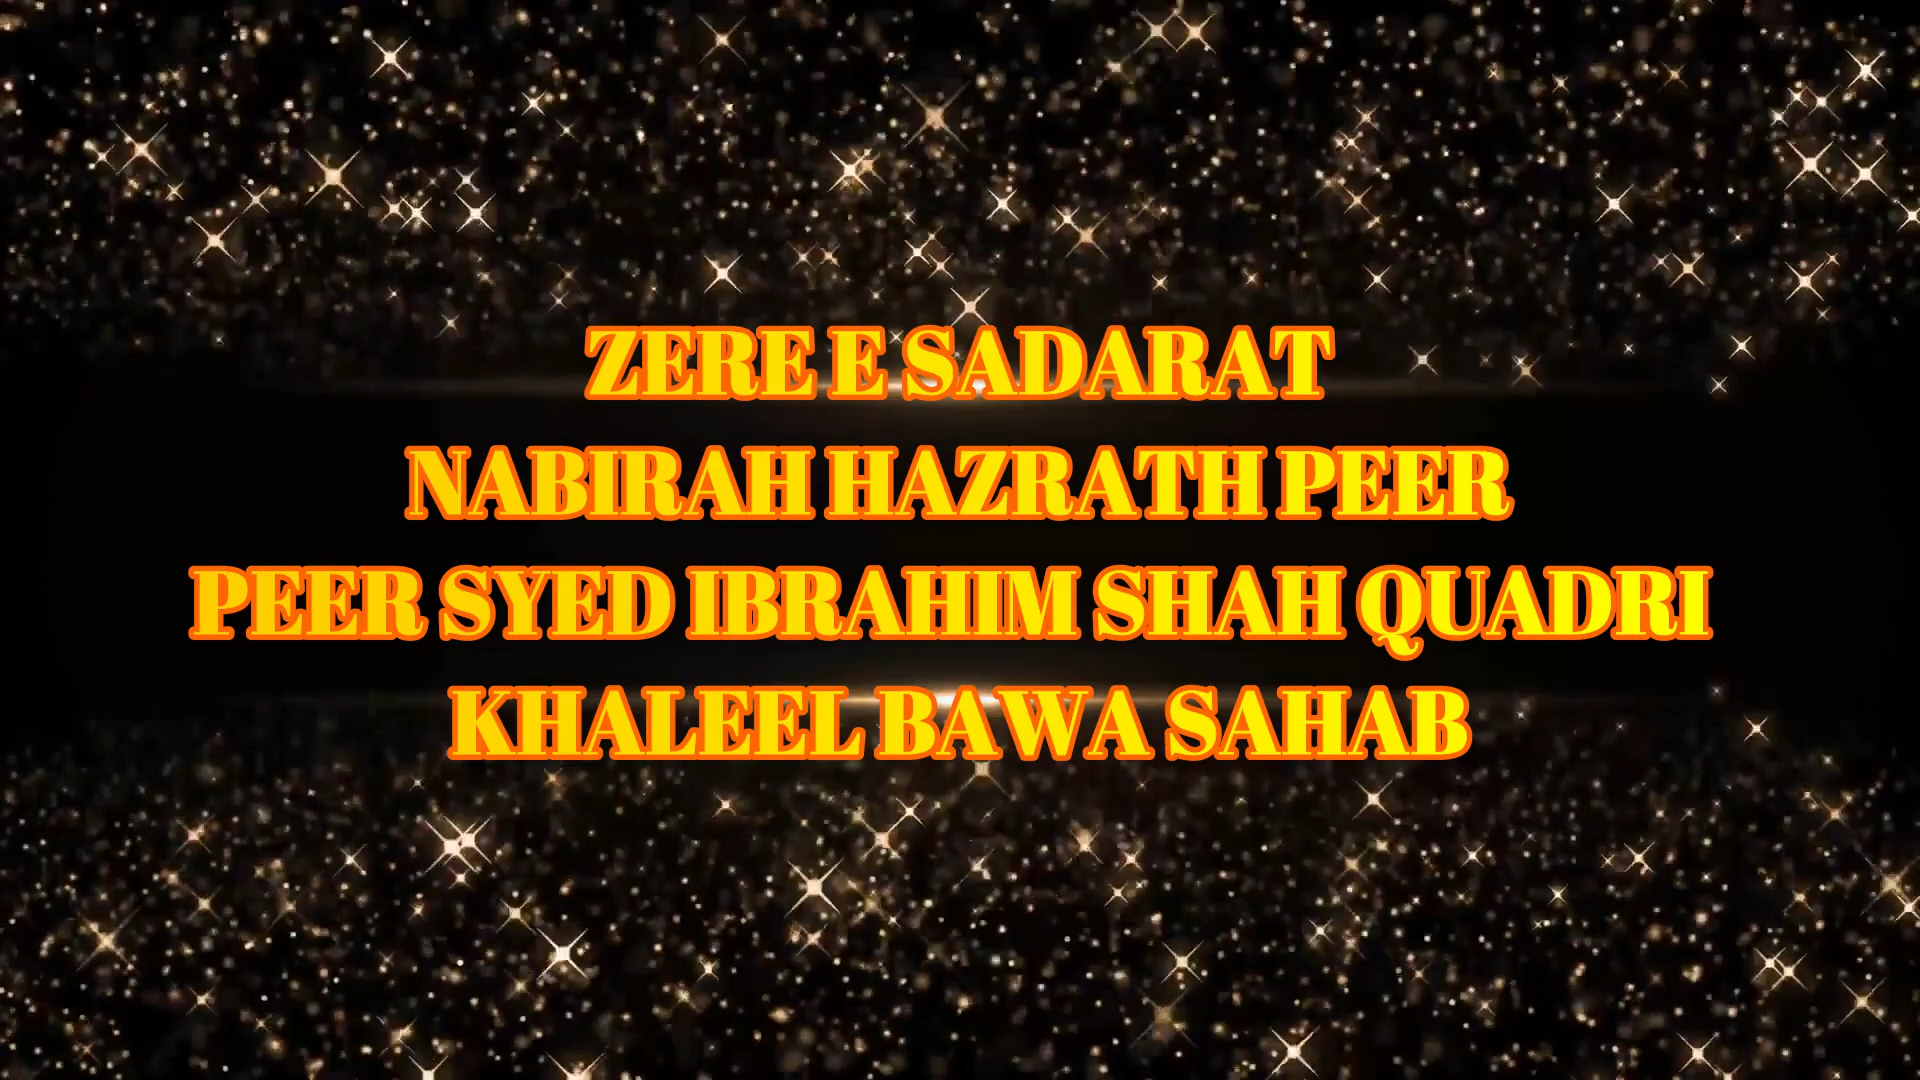 ZERE E SADARAT
NABIRAH HAZRATH PEER
PEER SYED IBRAHIM SHAH QUADRI
KHALEEL BAWA SAHAB